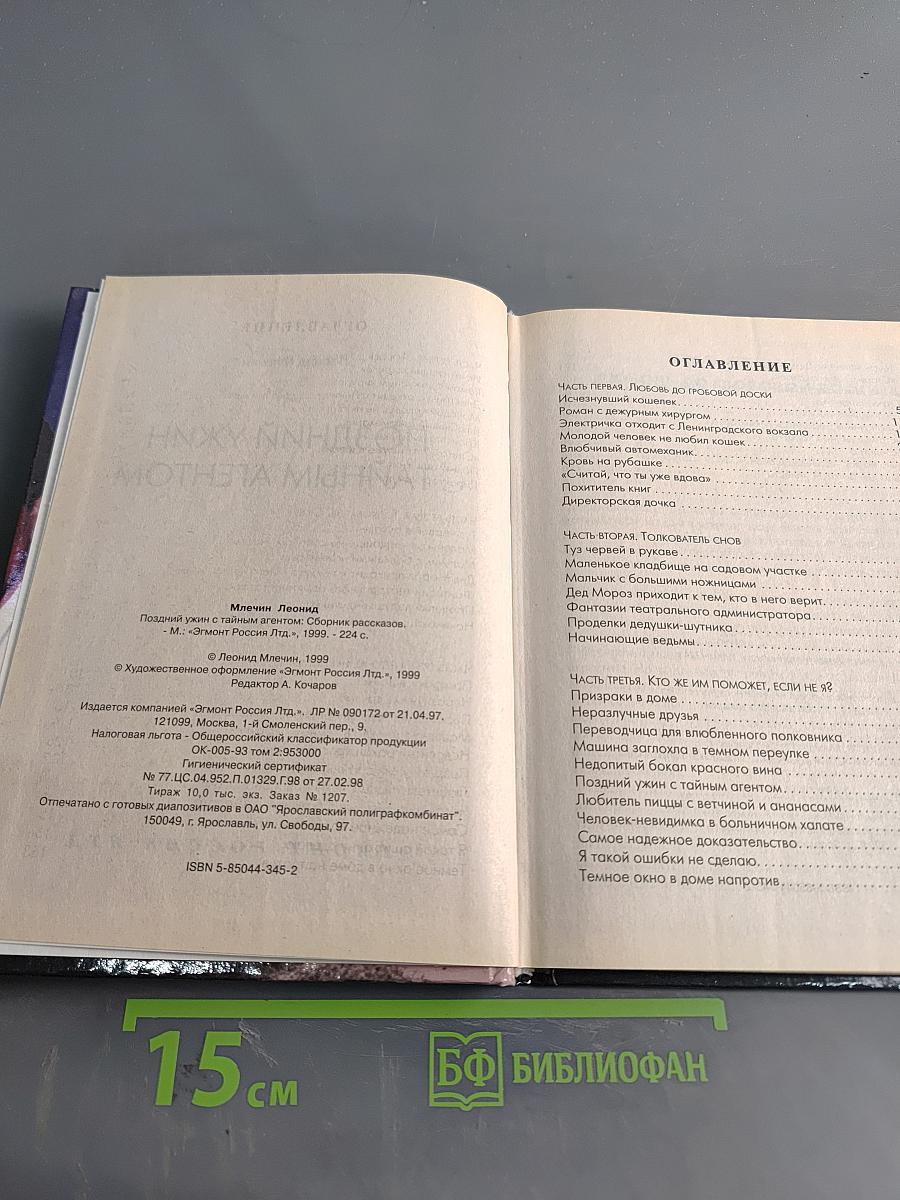 Млечин Леонид
Поздний ужин с тайным агентом: Сборник рассказов.
- М.: «Эгмонт Россия Лтд.», 1999. - 224 с.
© Леонид Млечин, 1999
© Художественное оформление «Эгмонт Россия Лтд.», 1999
Редактор А. Кочаров
Издается компанией «Эгмонт Россия Лтд.». ЛР № 090172 от 21.04.97.
121099, Москва, 1-й Смоленский пер., 9.
Налоговая льгота - Общероссийский классификатор продукции
ОК-005-93 том 2:953000
Гигиенический сертификат
№ 77.ЦС.04.952.П.01329.Г.98 от 27.02.98
Тираж 10,0 тыс. экз. Заказ № 1207.
Отпечатано с готовых диапозитивов в ОАО "Ярославский полиграфкомбинат".
150049, г. Ярославль, ул. Свободы, 97.
ISBN 5-85044-345-2
ОГЛАВЛЕНИЕ
Часть первая. Любовь до гробовой доски
Исчезнувший кошелек
Роман с дежурным хирургом
Электричка отходит с Ленинградского вокзала
Молодой человек не любил кошек
Влюбчивый автомеханик
Кровь на рубашке
«Считай, что ты уже вдова»
Похититель книг
Директорская дочка
Часть вторая. Толкователь снов
Туз червей в рукаве
Маленькое кладбище на садовом участке
Мальчик с большими ножницами
Дед Мороз приходит к тем, кто в него верит
Фантазии театрального администратора
Проделки дедушки-шутника
Начинающие ведьмы
Часть третья. Кто же им поможет, если не я?
Призраки в доме
Неразлучные друзья
Переводчица для влюбленного полковника
Машина заглохла в темном переулке
Недопитый бокал красного вина
Поздний ужин с тайным агентом
Любитель пиццы с ветчиной и ананасами
Человек-невидимка в больничном халате
Самое надежное доказательство
Я такой ошибки не сделаю
Темное окно в доме напротив
15 см
БФ БИБЛИОФАН